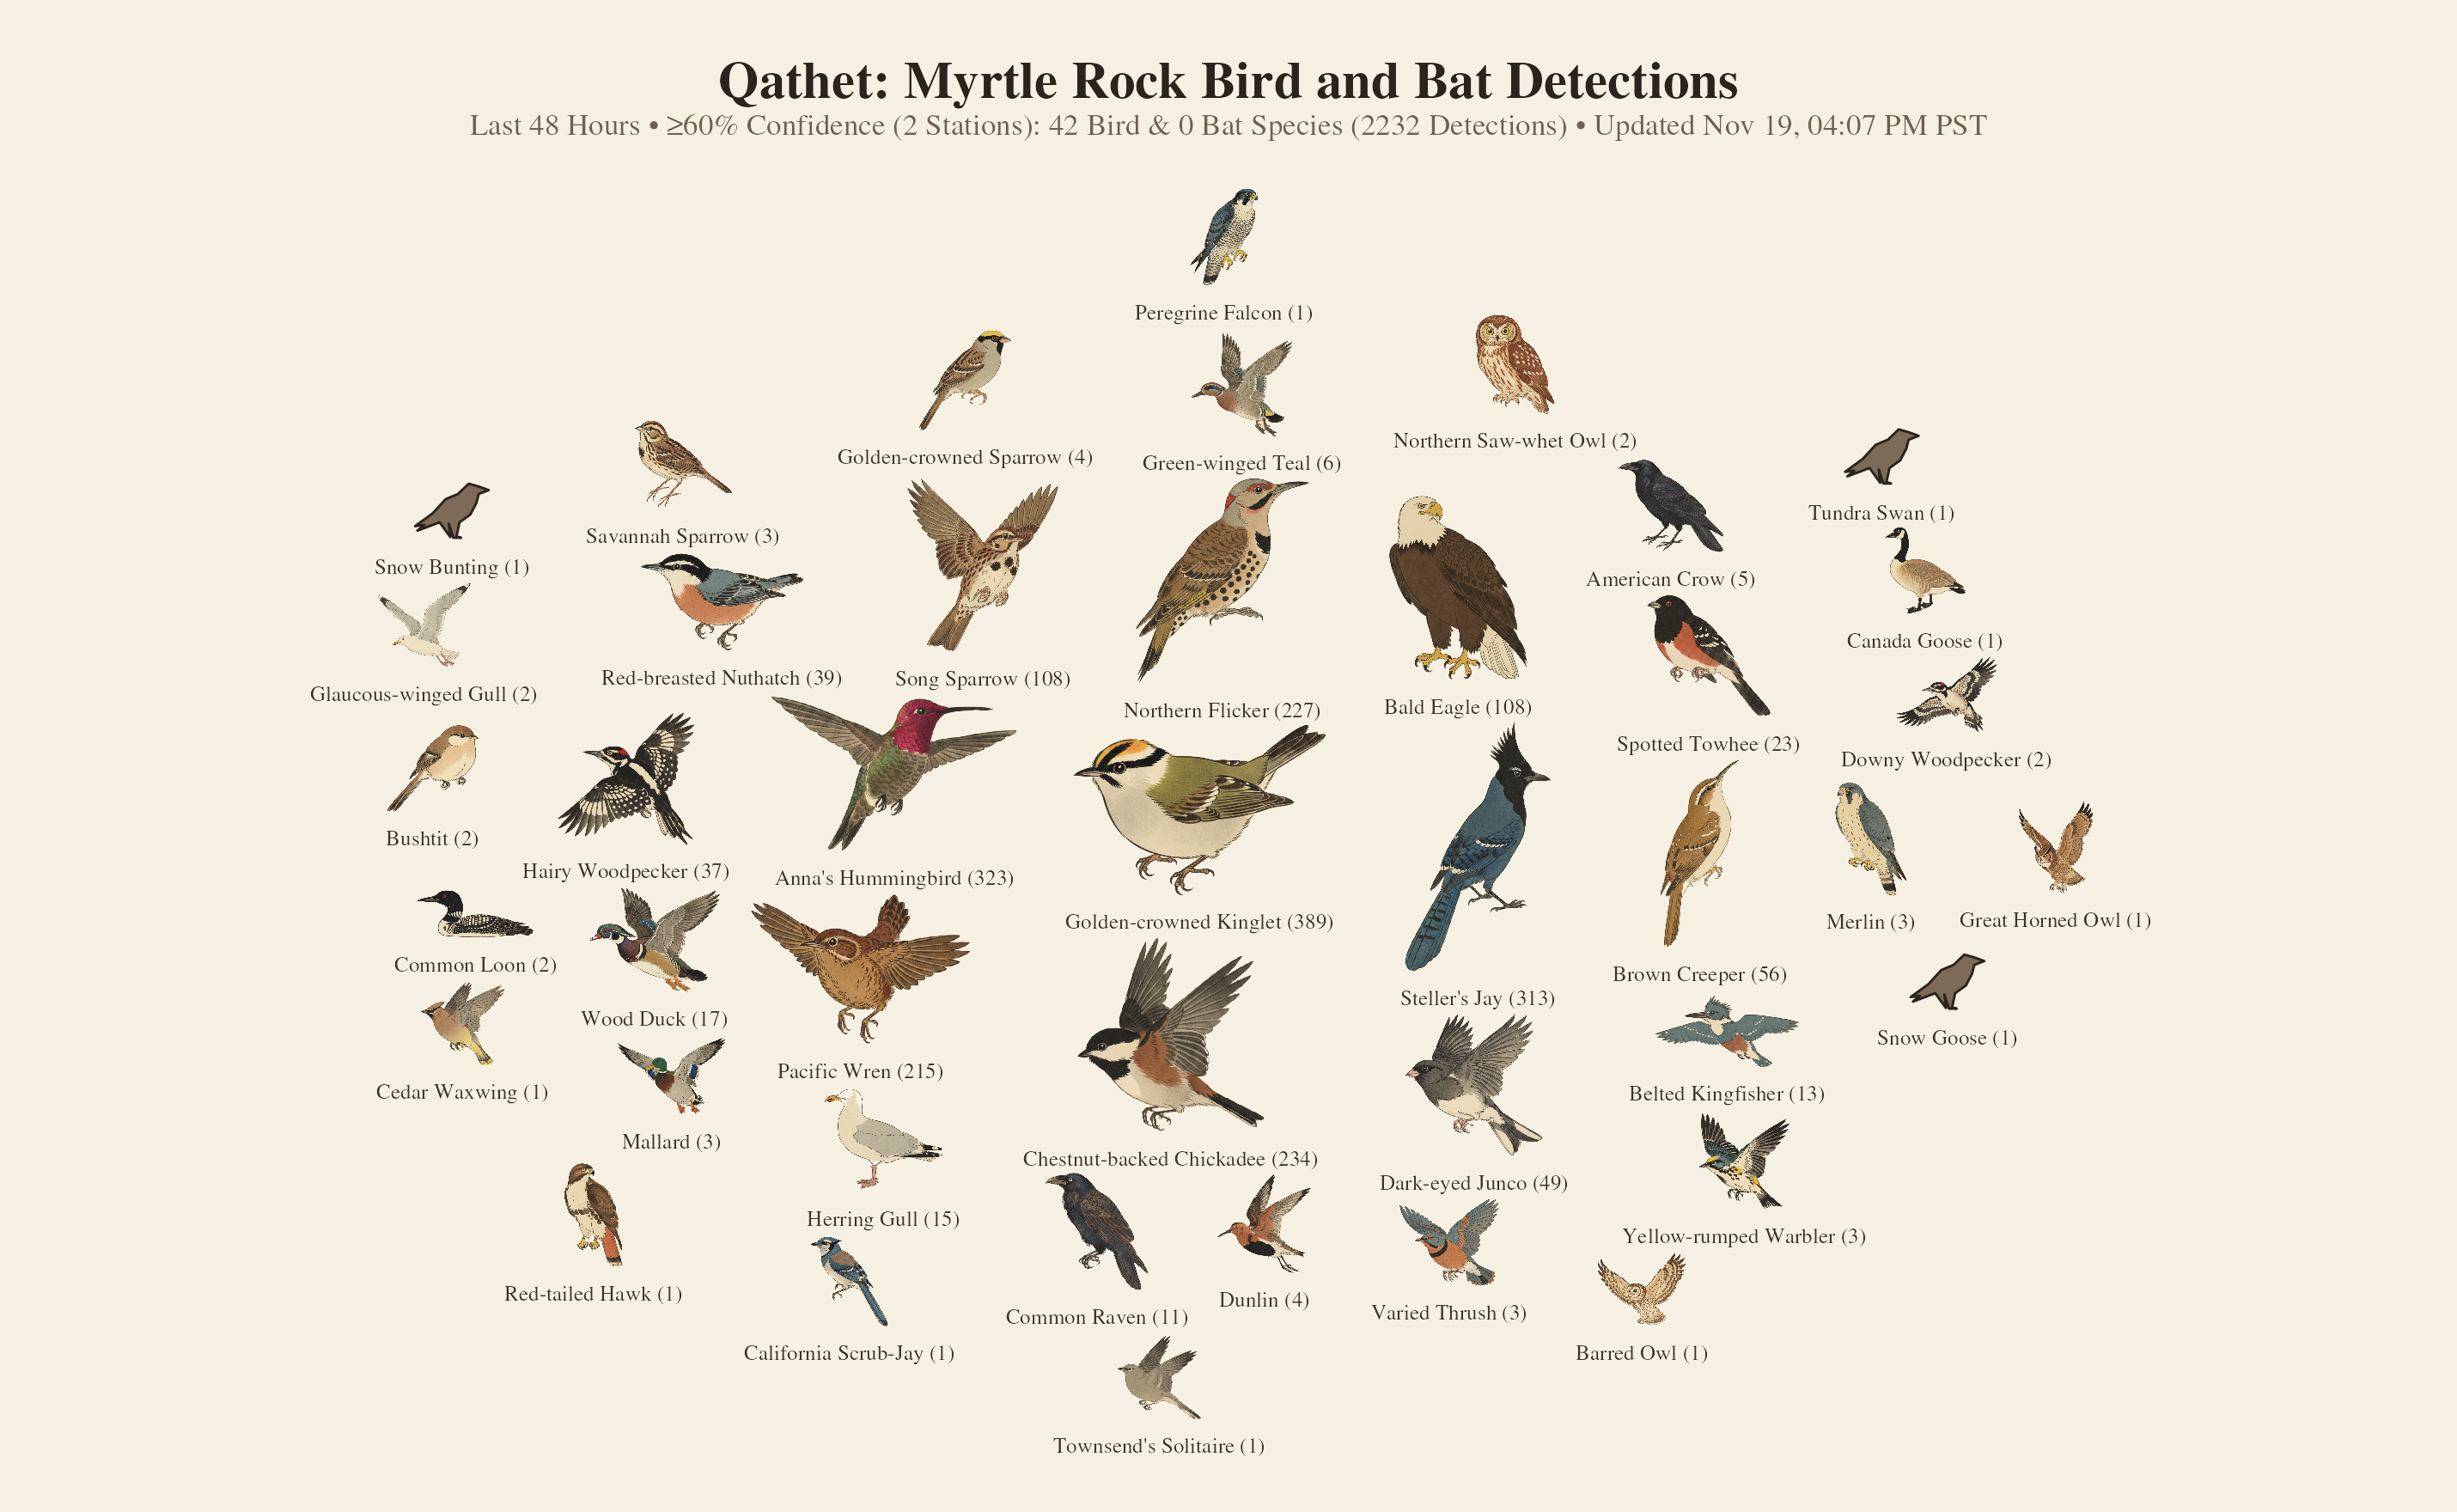 Qathet: Myrtle Rock Bird and Bat Detections
Last 48 Hours • ≥60% Confidence (2 Stations): 42 Bird & 0 Bat Species (2232 Detections) • Updated Nov 19, 04:07 PM PST
Peregrine Falcon (1)
Northern Saw-whet Owl (2)
Golden-crowned Sparrow (4)
Green-winged Teal (6)
Tundra Swan (1)
Savannah Sparrow (3)
Snow Bunting (1)
American Crow (5)
Canada Goose (1)
Red-breasted Nuthatch (39)
Song Sparrow (108)
Glaucous-winged Gull (2)
Bald Eagle (108)
Northern Flicker (227)
Spotted Towhee (23)
Downy Woodpecker (2)
Bushtit (2)
Hairy Woodpecker (37)
Anna's Hummingbird (323)
Golden-crowned Kinglet (389)
Merlin (3)
Great Horned Owl (1)
Common Loon (2)
Brown Creeper (56)
Steller's Jay (313)
Wood Duck (17)
Snow Goose (1)
Pacific Wren (215)
Cedar Waxwing (1)
Belted Kingfisher (13)
Mallard (3)
Chestnut-backed Chickadee (234)
Dark-eyed Junco (49)
Herring Gull (15)
Yellow-rumped Warbler (3)
Red-tailed Hawk (1)
Dunlin (4)
Varied Thrush (3)
Common Raven (11)
California Scrub-Jay (1)
Barred Owl (1)
Townsend's Solitaire (1)